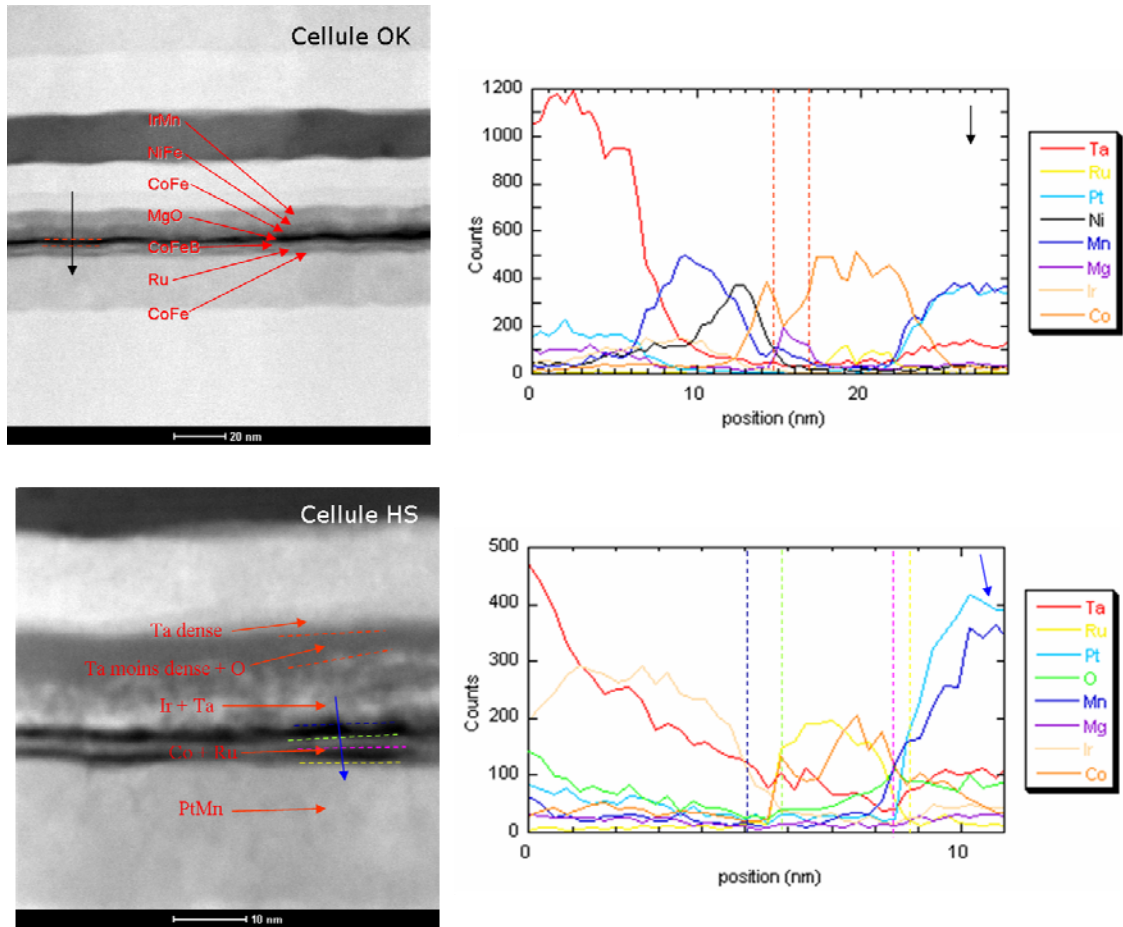 Cellule OK
IrMn
NiFe
CoFe
MgO
CoFeB
Ru
CoFe
20 nm
1200
1000
800
600
400
200
0
Counts
0
10
20
position (nm)
Ta
Ru
Pt
Ni
Mn
Mg
Ir
Co
Cellule HS
Ta dense
Ta moins dense + O
Ir + Ta
Co + Ru
PtMn
10 nm
500
400
300
200
100
0
Counts
0
10
position (nm)
Ta
Ru
Pt
O
Mn
Mg
Ir
Co